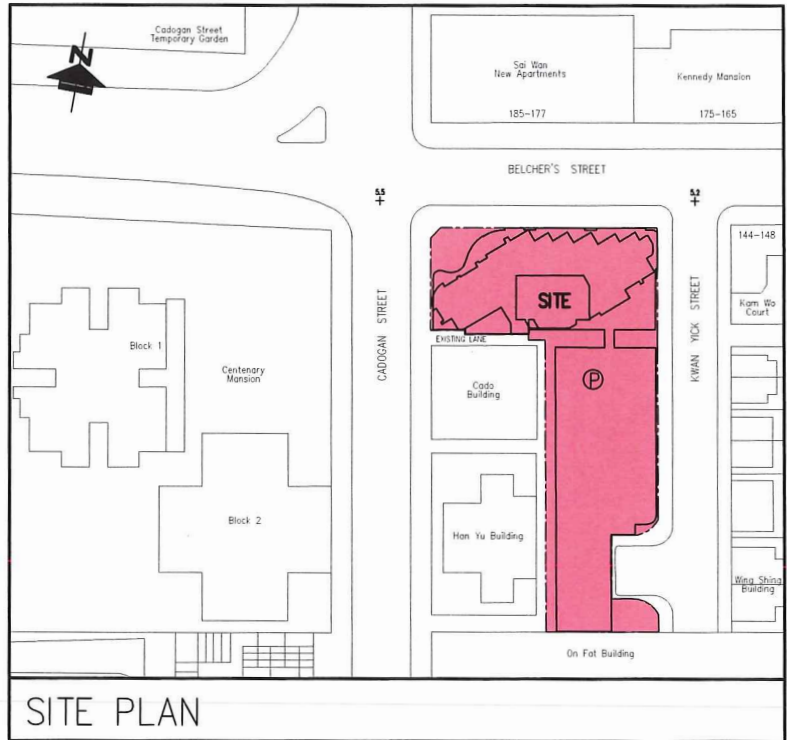 Cadogan Street
Temporary Garden
N
Sai Wan
New Apartments
185-177
Kennedy Mansion
175-165
BELCHER'S STREET
5.5
5.2
144-148
Kam Wo
Court
SITE
CADOGAN STREET
KWAN YICK STREET
EXISTING LANE
Block 1
Centenary
Mansion
Cado
Building
P
Block 2
Han Yu Building
Wing Shing
Building
On Fat Building
SITE PLAN